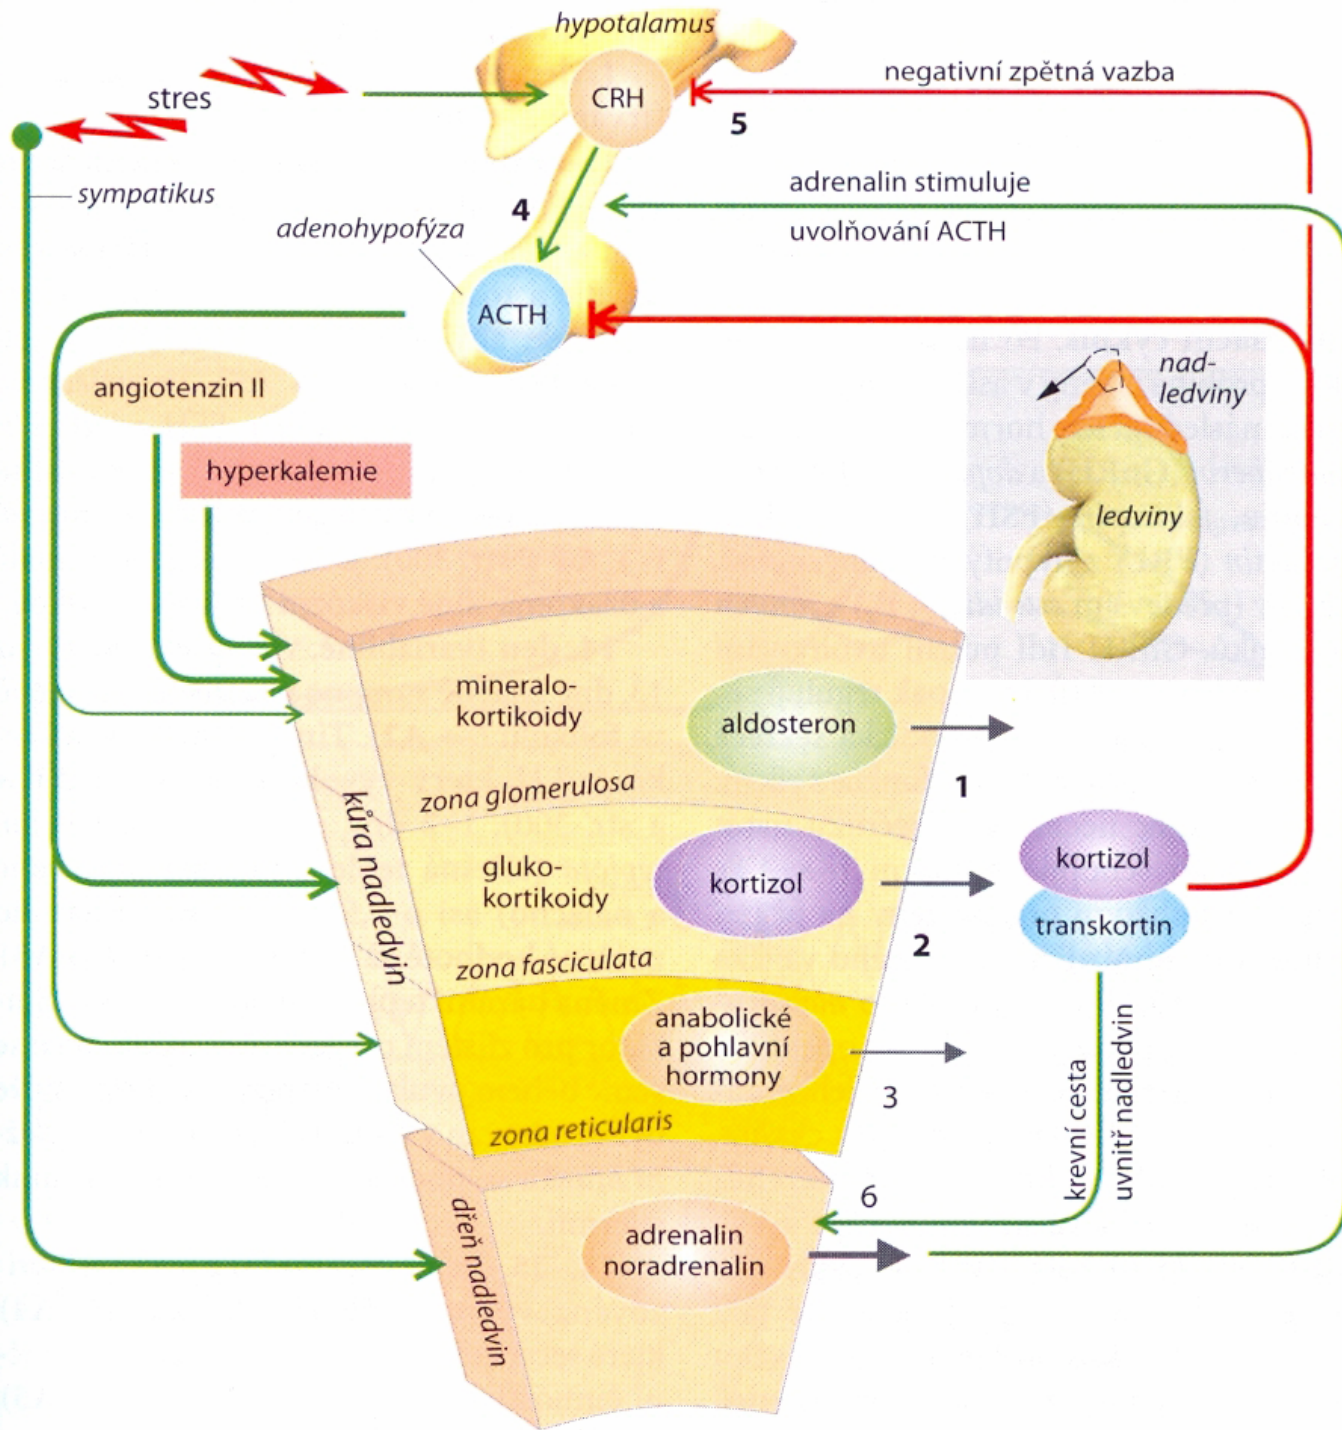 hypotalamus
CRH
negativní zpětná vazba
stres
5
sympatikus
4
adrenalin stimuluje
uvolňování ACTH
adenohypofýza
ACTH
angiotenzin II
nad-
ledviny
hyperkalemie
ledviny
mineralo-
kortikoidy
aldosteron
zona glomerulosa
1
kůra nadledvin
gluko-
kortikoidy
kortizol
kortizol
transkortin
zona fasciculata
2
anabolické
a pohlavní
hormony
3
zona reticularis
krevní cesta
uvnitř nadledvin
6
dřeň nadledvin
adrenalin
noradrenalin